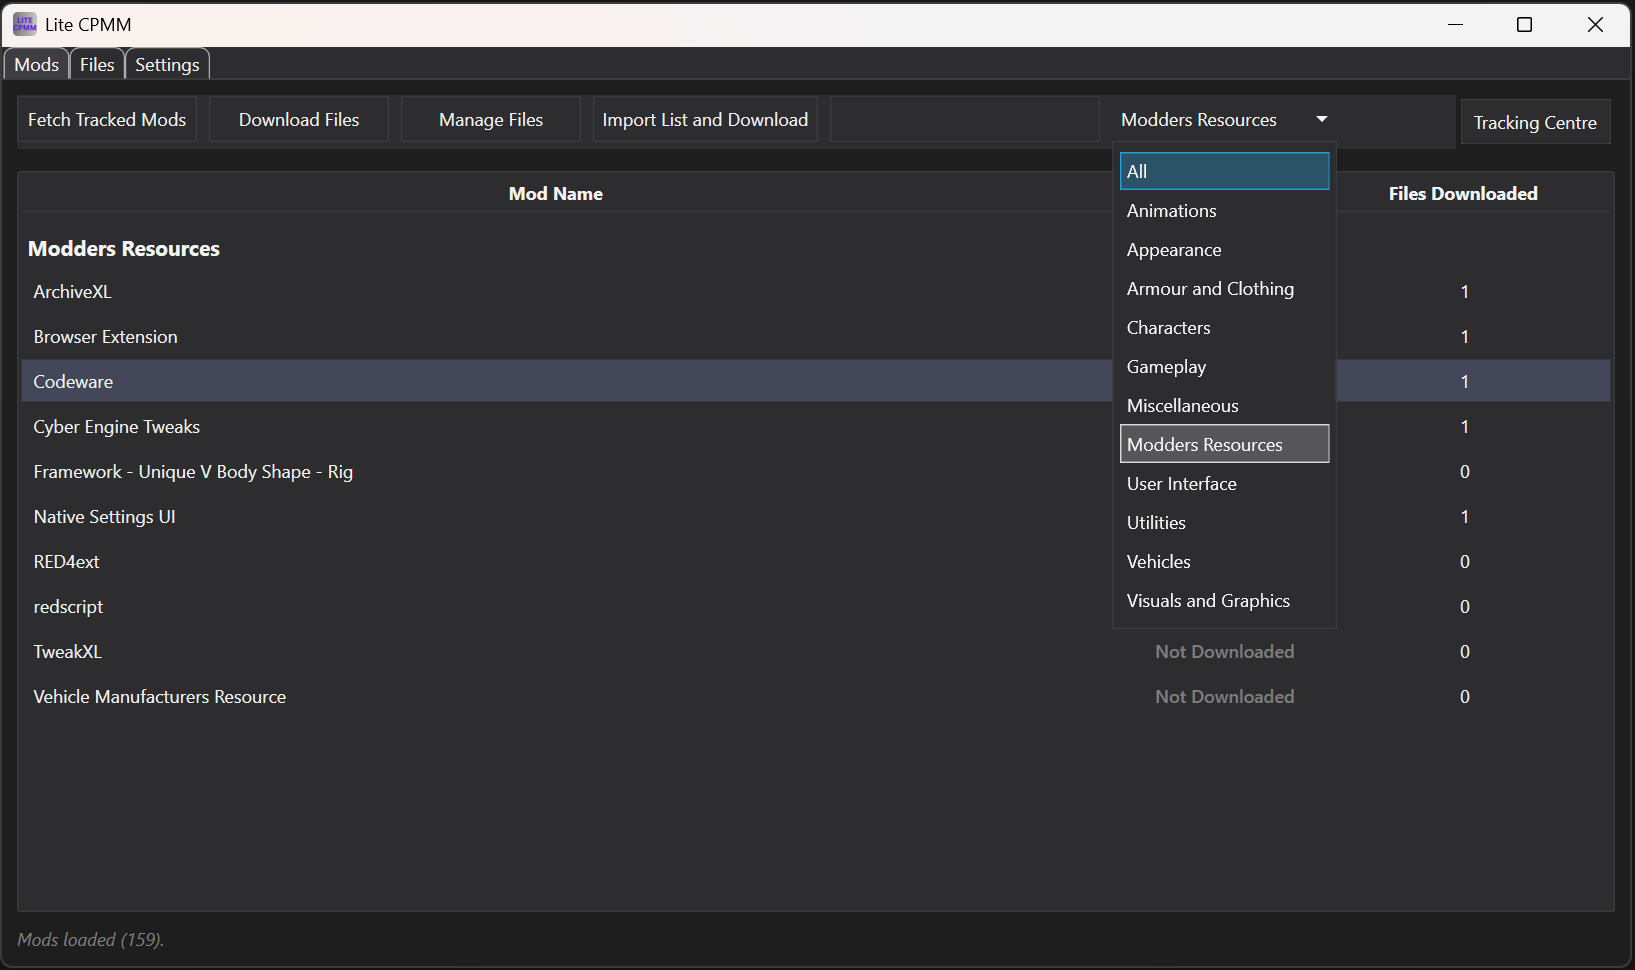 LITE CPMM
Lite CPMM
Mods Files Settings
Fetch Tracked Mods Download Files Manage Files Import List and Download Modders Resources Tracking Centre
Mod Name Files Downloaded
All
Animations
Appearance
Armour and Clothing
Characters
Gameplay
Miscellaneous
Modders Resources
User Interface
Utilities
Vehicles
Visuals and Graphics
Modders Resources
ArchiveXL 1
Browser Extension 1
Codeware 1
Cyber Engine Tweaks 1
Framework - Unique V Body Shape - Rig 0
Native Settings UI 1
RED4ext 0
redscript 0
TweakXL Not Downloaded 0
Vehicle Manufacturers Resource Not Downloaded 0
Mods loaded (159).